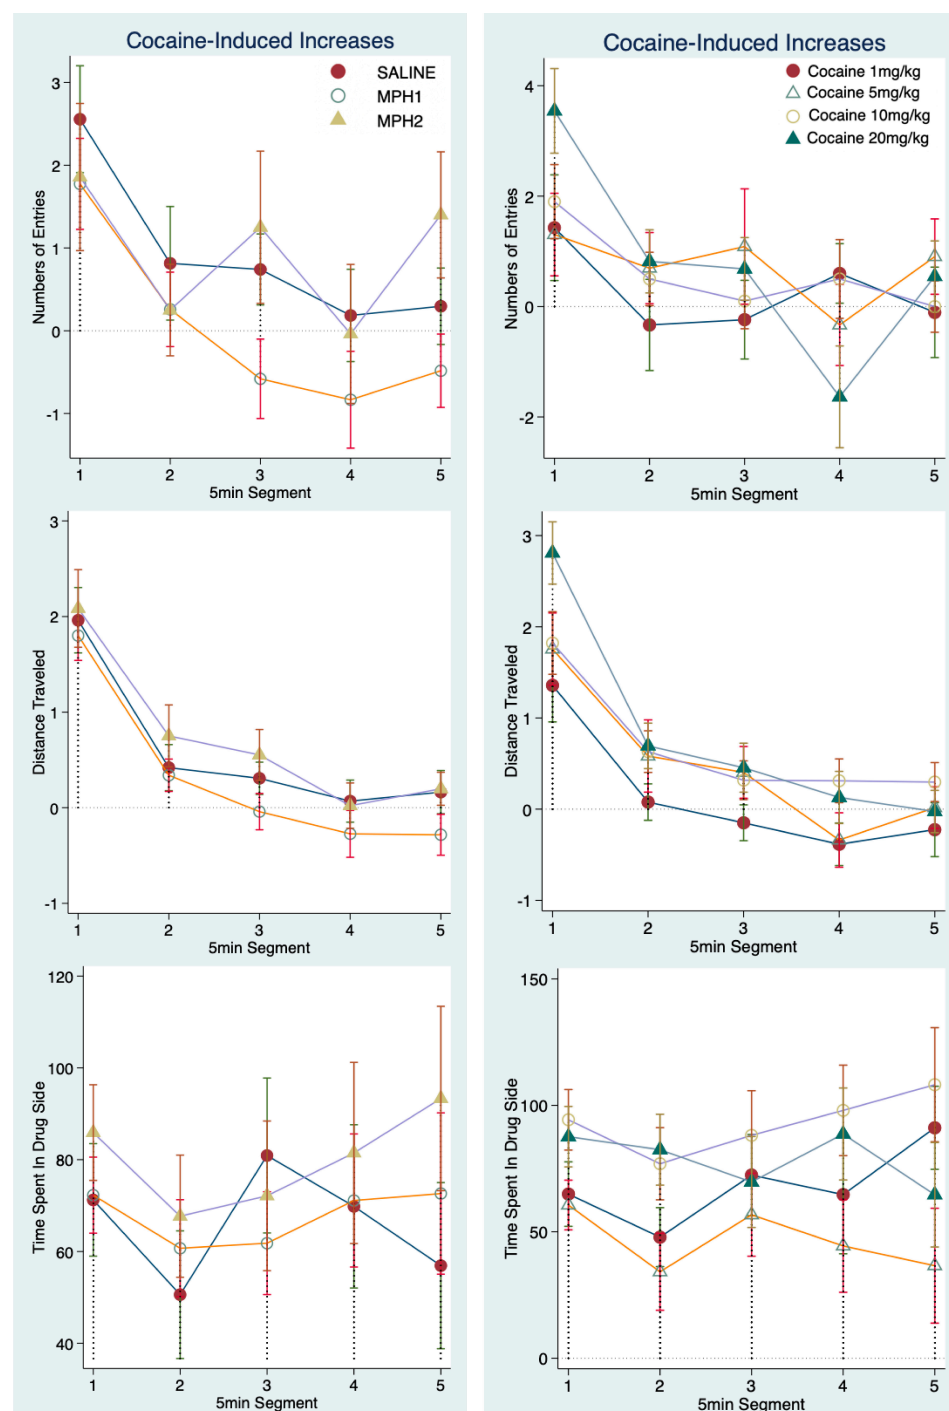 Cocaine-Induced Increases
SALINE
MPH1
MPH2
Numbers of Entries
3
2
1
0
-1
1 2 3 4 5
5min Segment
Cocaine-Induced Increases
Cocaine 1mg/kg
Cocaine 5mg/kg
Cocaine 10mg/kg
Cocaine 20mg/kg
Numbers of Entries
4
2
0
-2
1 2 3 4 5
5min Segment
Distance Traveled
3
2
1
0
-1
1 2 3 4 5
5min Segment
Distance Traveled
3
2
1
0
-1
1 2 3 4 5
5min Segment
Time Spent In Drug Side
120
100
80
60
40
1 2 3 4 5
5min Segment
Time Spent In Drug Side
150
100
50
0
1 2 3 4 5
5min Segment